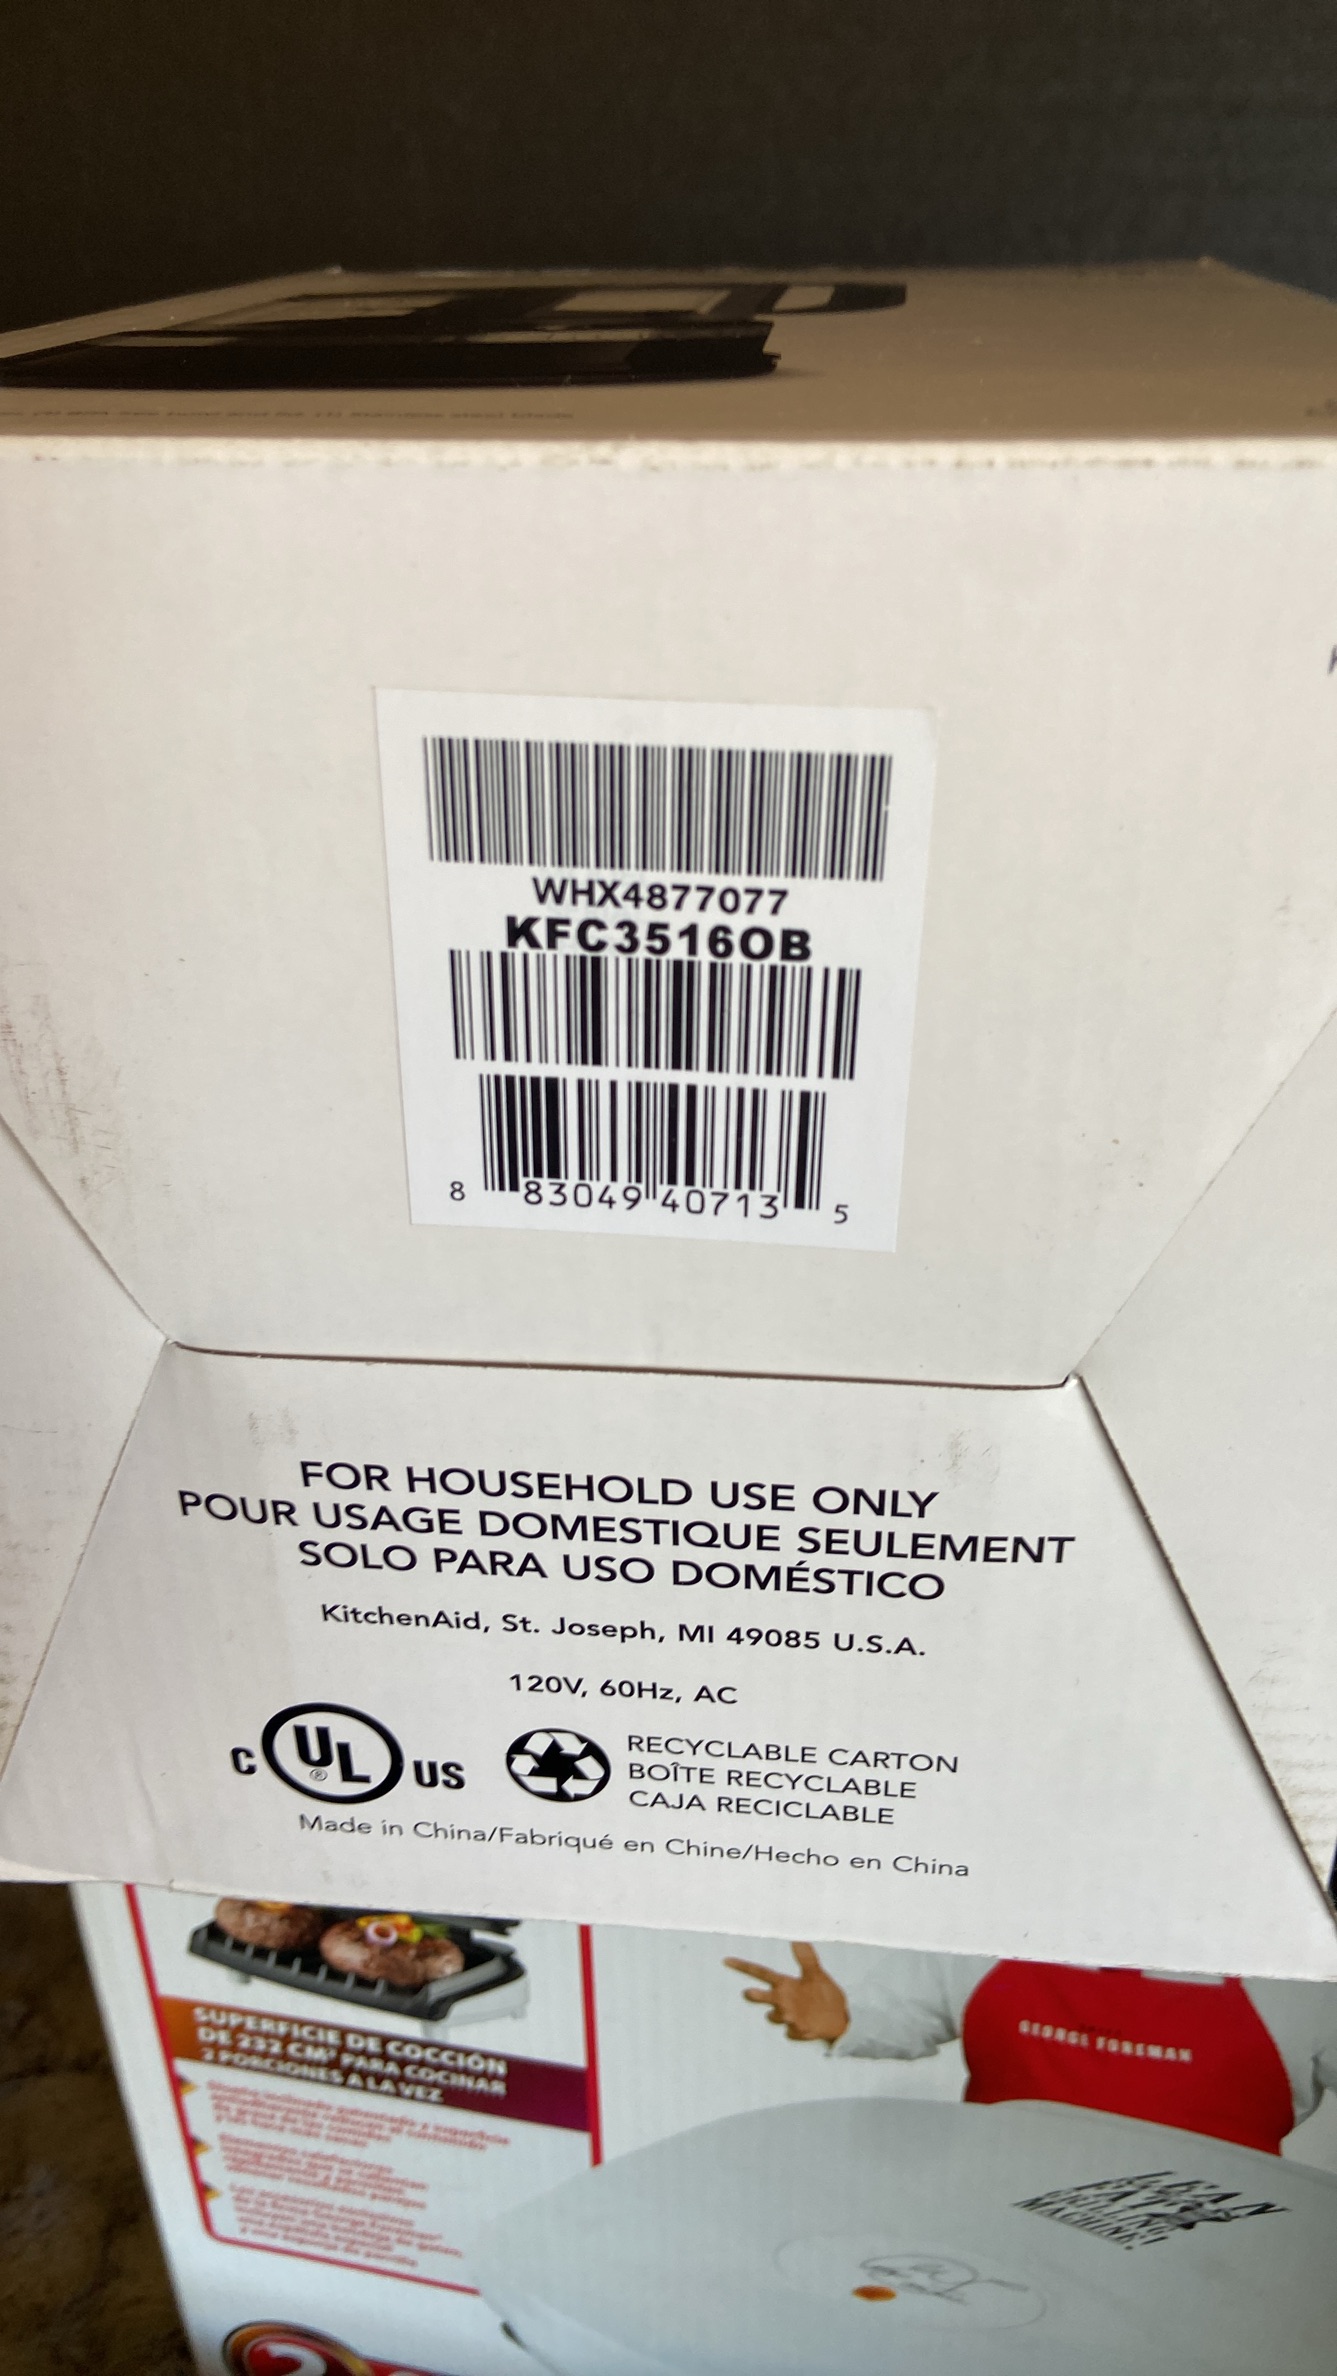 WHX4877077
KFC3516OB
8 83049 40713 5
FOR HOUSEHOLD USE ONLY
POUR USAGE DOMESTIQUE SEULEMENT
SOLO PARA USO DOMÉSTICO
KitchenAid, St. Joseph, MI 49085 U.S.A.
120V, 60Hz, AC
C UL® US
RECYCLABLE CARTON
BOÎTE RECYCLABLE
CAJA RECICLABLE
Made in China/Fabriqué en Chine/Hecho en China
SUPERFICIE DE COCCIÓN
DE 232 CM² PARA COCINAR
2 PORCIONES A LA VEZ
GEORGE FOREMAN
LEAN
MACHINE!